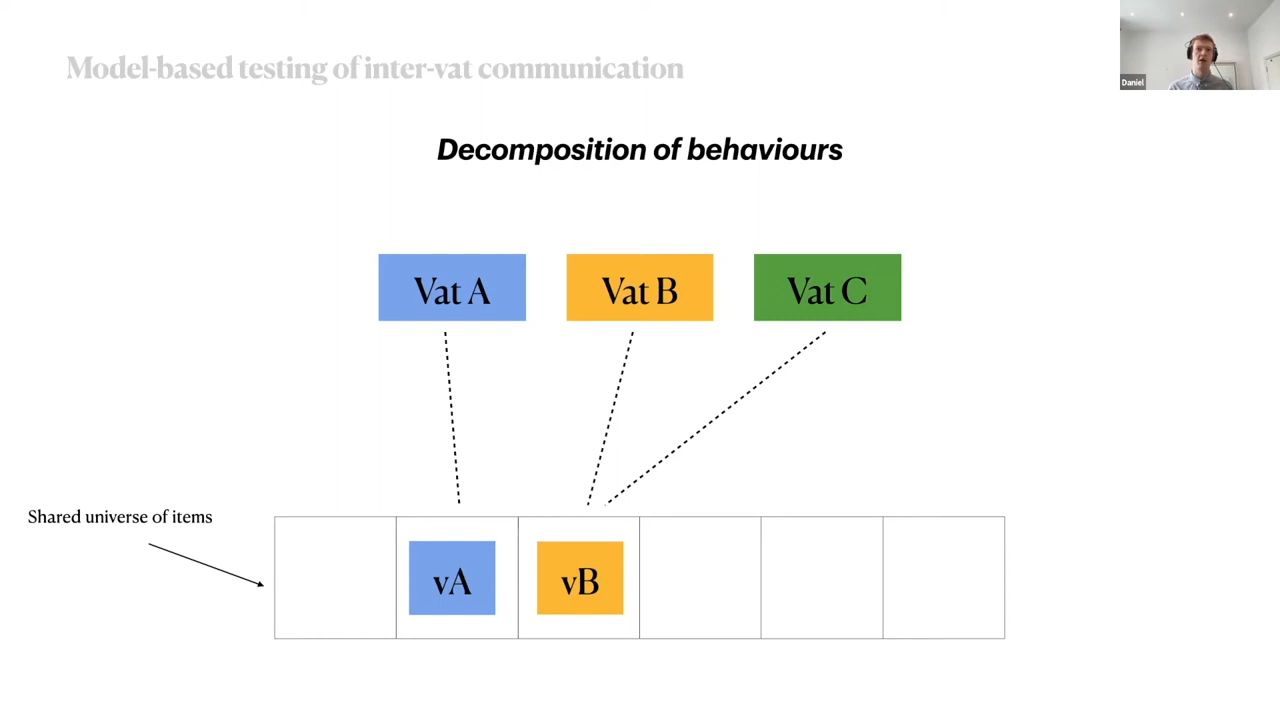 Model-based testing of inter-vat communication
Daniel
Decomposition of behaviours
Vat A
Vat B
Vat C
Shared universe of items
vA
vB